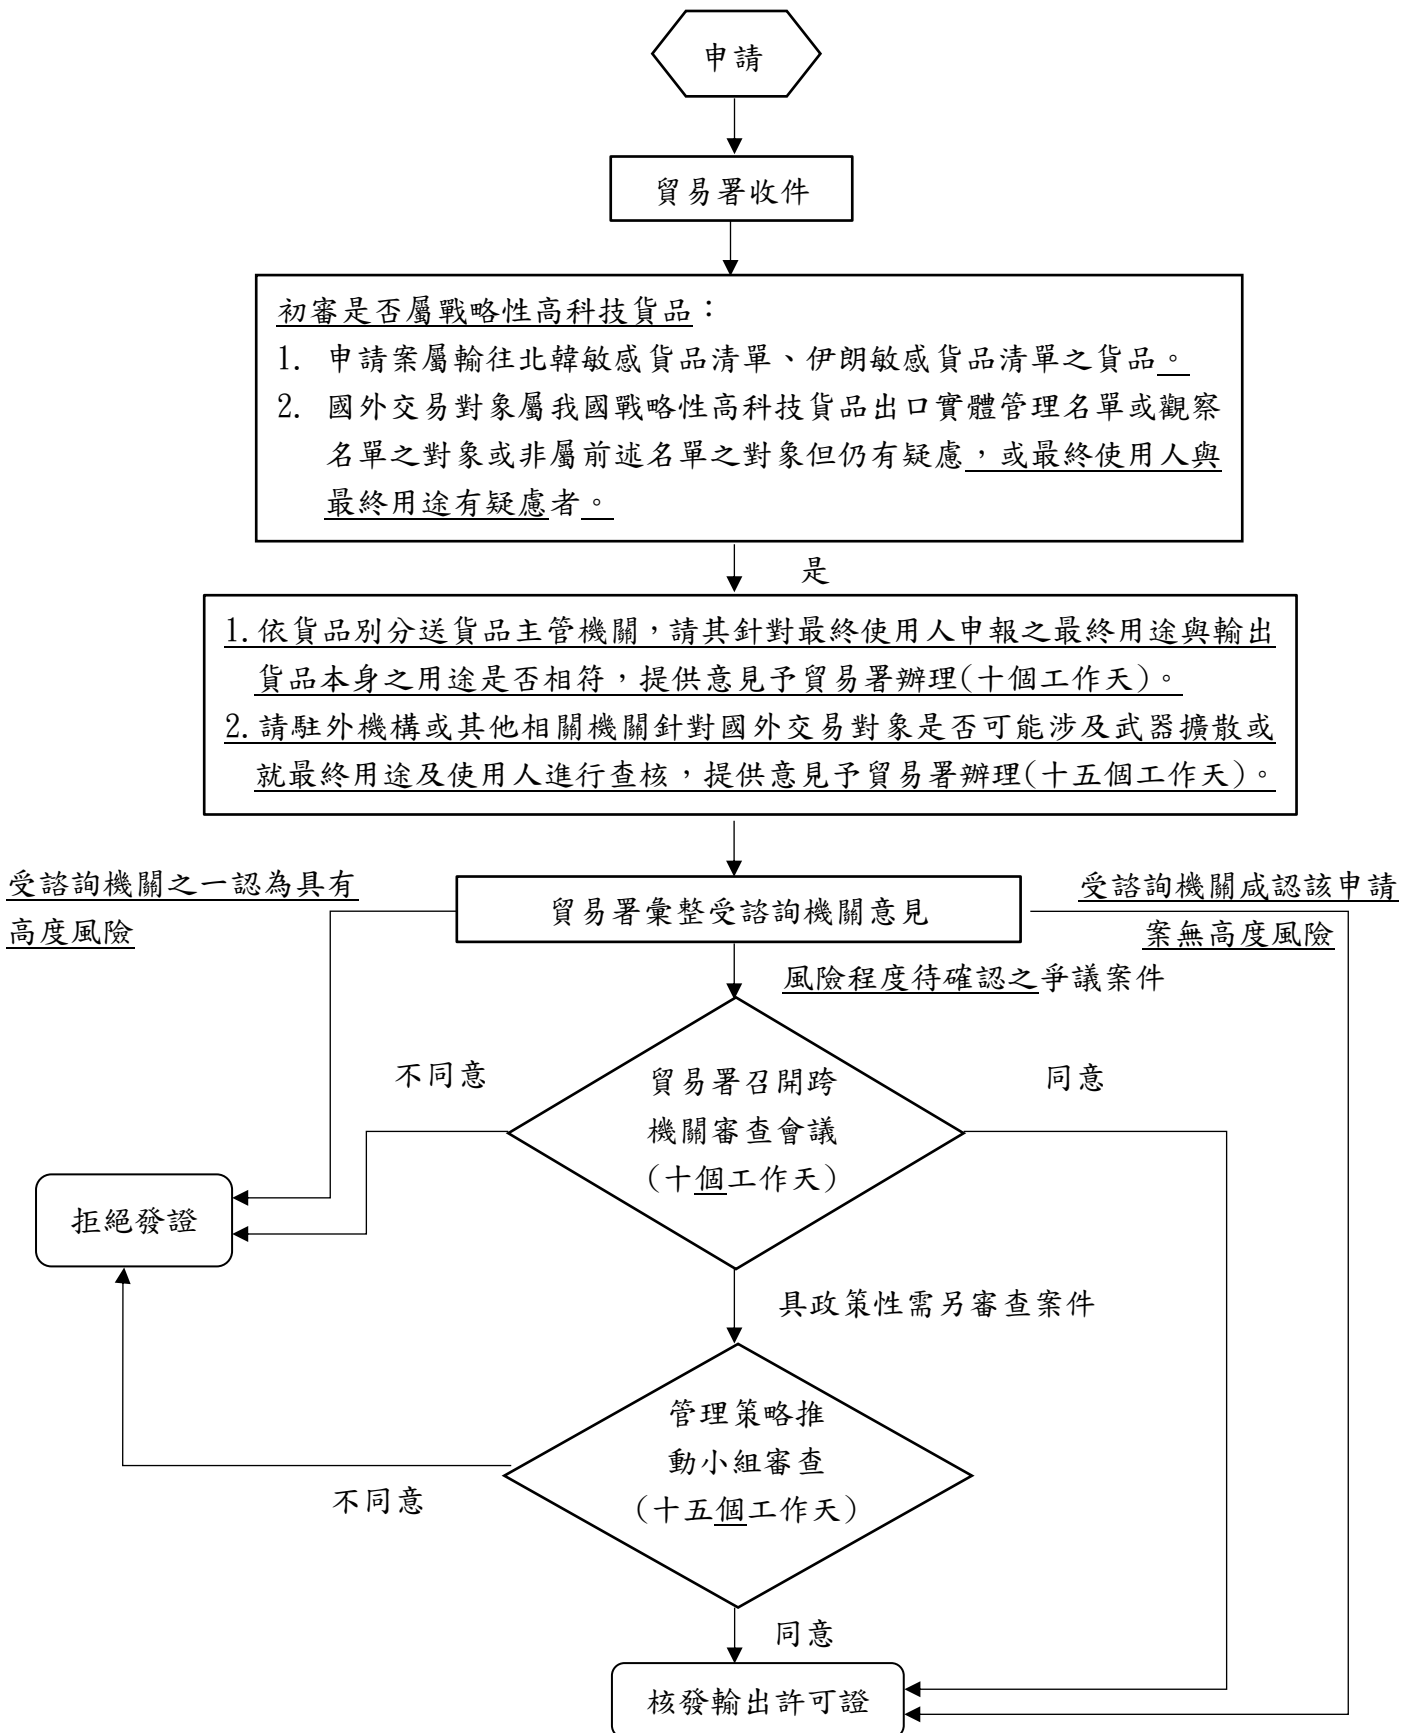 申請
貿易署收件
初審是否屬戰略性高科技貨品：
1. 申請案屬輸往北韓敏感貨品清單、伊朗敏感貨品清單之貨品。
2. 國外交易對象屬我國戰略性高科技貨品出口實體管理名單或觀察
名單之對象或非屬前述名單之對象但仍有疑慮，或最終使用人與
最終用途有疑慮者。
是
1.依貨品別分送貨品主管機關，請其針對最終使用人申報之最終用途與輸出
貨品本身之用途是否相符，提供意見予貿易署辦理(十個工作天)。
2.請駐外機構或其他相關機關針對國外交易對象是否可能涉及武器擴散或
就最終用途及使用人進行查核，提供意見予貿易署辦理(十五個工作天)。
受諮詢機關之一認為具有
高度風險
貿易署彙整受諮詢機關意見
受諮詢機關咸認該申請
案無高度風險
風險程度待確認之爭議案件
不同意
貿易署召開跨
機關審查會議
(十個工作天)
同意
拒絕發證
具政策性需另審查案件
管理策略推
動小組審查
(十五個工作天)
不同意
同意
核發輸出許可證